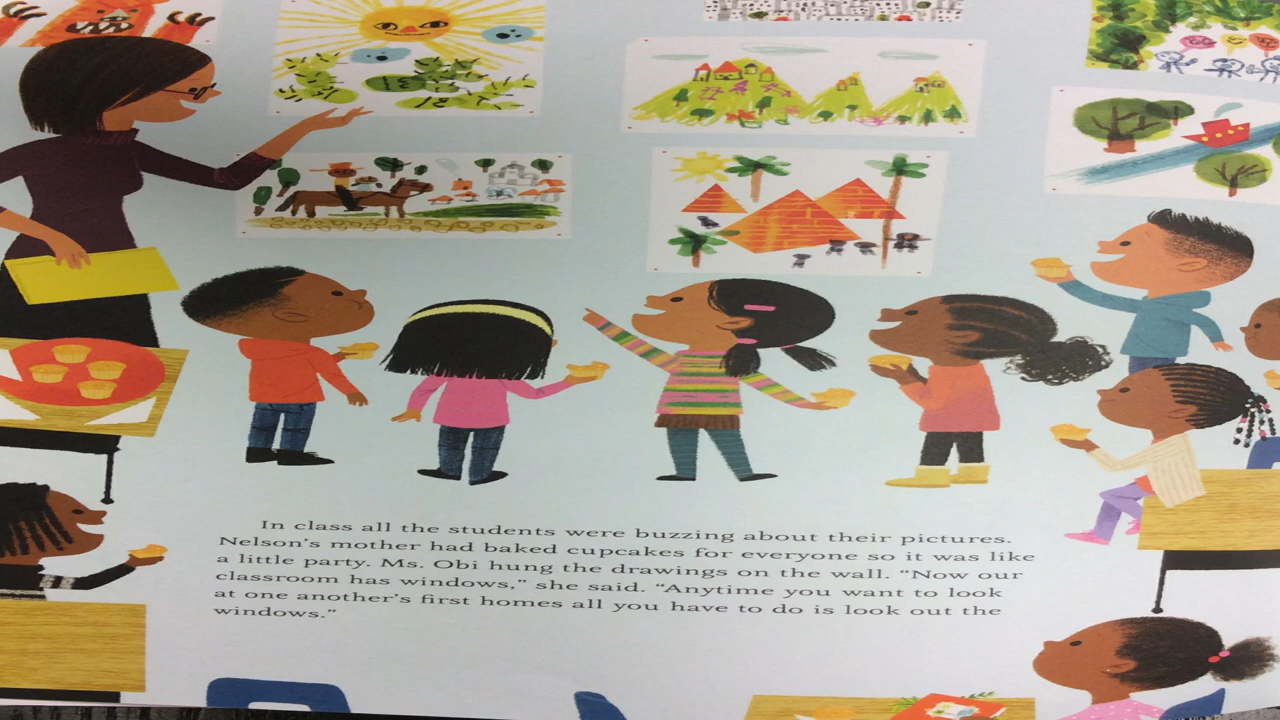 In class all the students were buzzing about their pictures.
Nelson's mother had baked cupcakes for everyone so it was like
a little party. Ms. Obi hung the drawings on the wall. “Now our
classroom has windows,” she said. “Anytime you want to look
at one another's first homes all you have to do is look out the
windows.”